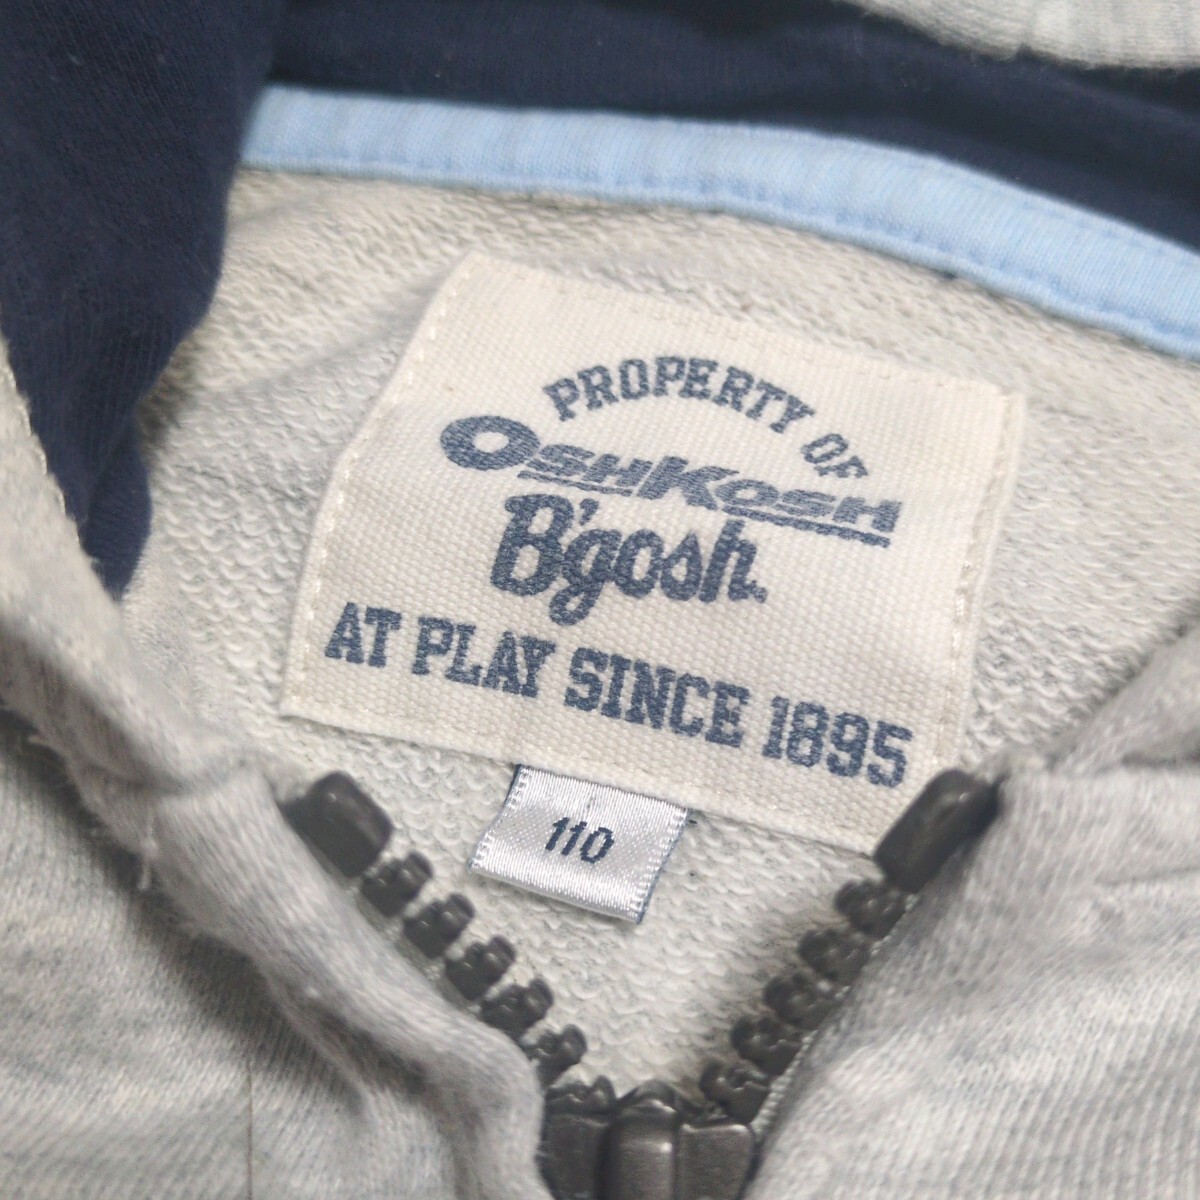 PROPERTY OF
OSHKOSH
B'gosh.
AT PLAY SINCE 1895
110